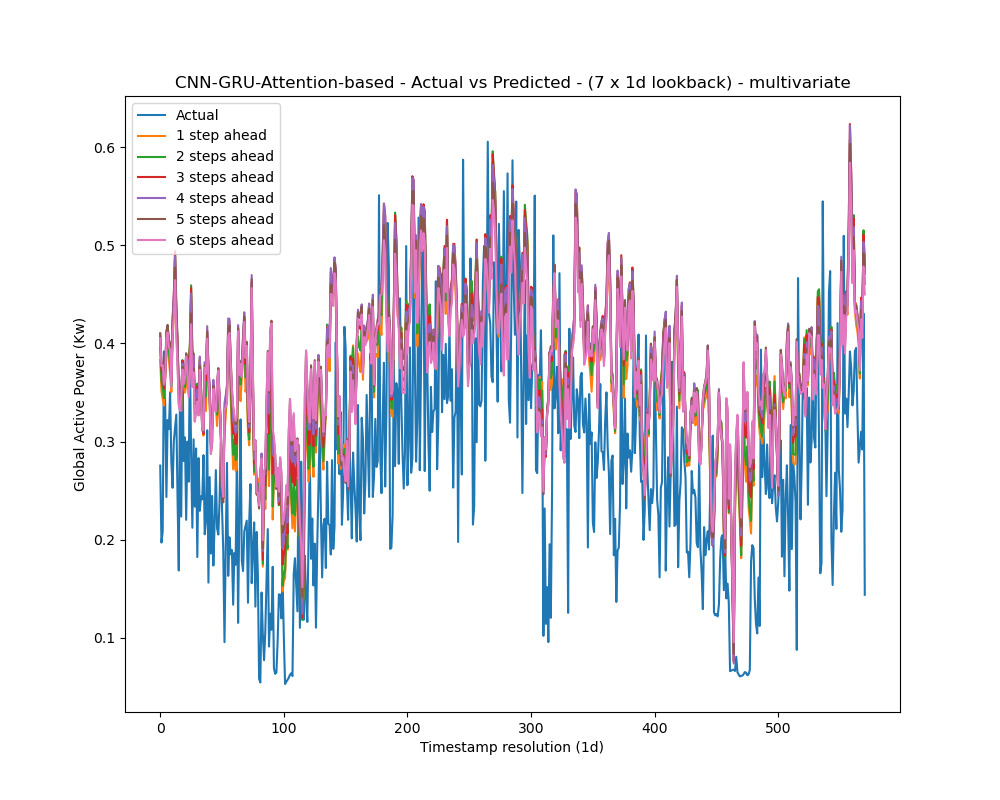 CNN-GRU-Attention-based - Actual vs Predicted - (7 x 1d lookback) - multivariate
Actual
1 step ahead
2 steps ahead
3 steps ahead
4 steps ahead
5 steps ahead
6 steps ahead
0.6
0.5
0.4
0.3
0.2
0.1
Global Active Power (Kw)
0 100 200 300 400 500
Timestamp resolution (1d)